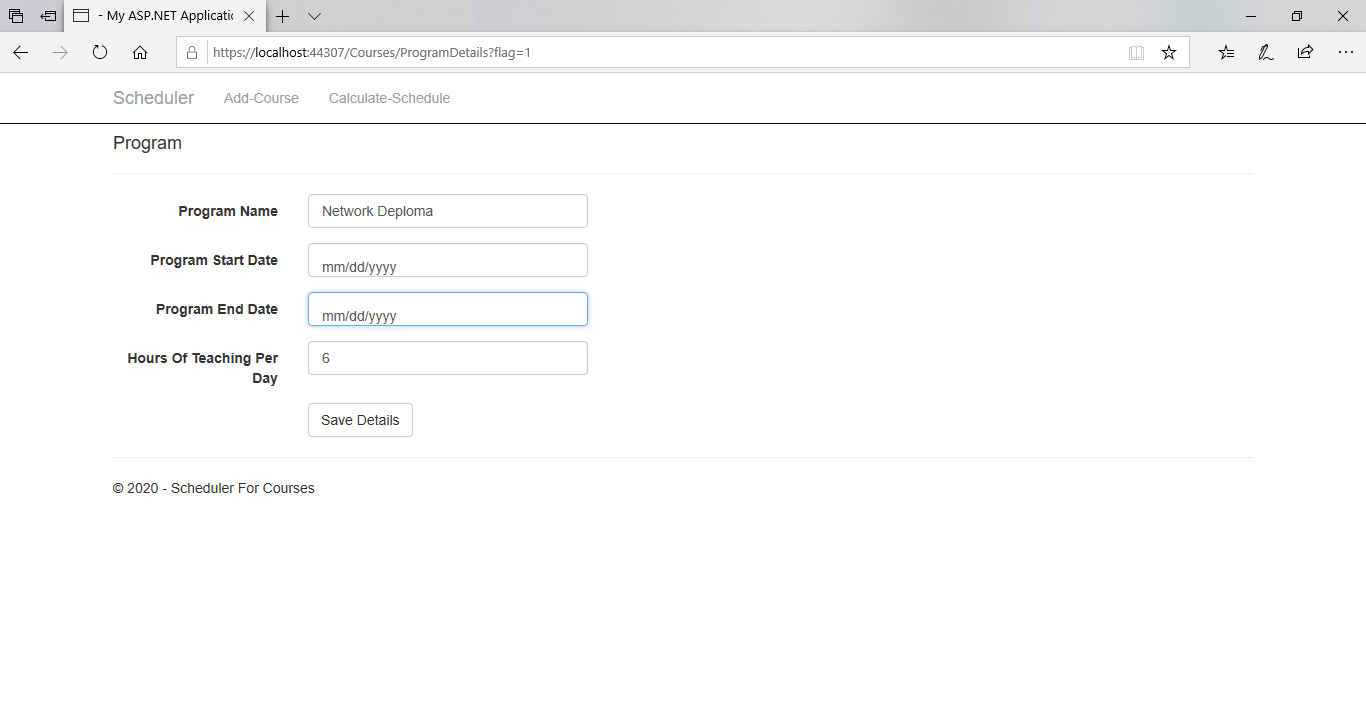 - My ASP.NET Applicatic
https://localhost:44307/Courses/ProgramDetails?flag=1
Scheduler Add-Course Calculate-Schedule
Program
Program Name Network Deploma
Program Start Date mm/dd/yyyy
Program End Date mm/dd/yyyy
Hours Of Teaching Per 6
Day
Save Details
© 2020 - Scheduler For Courses